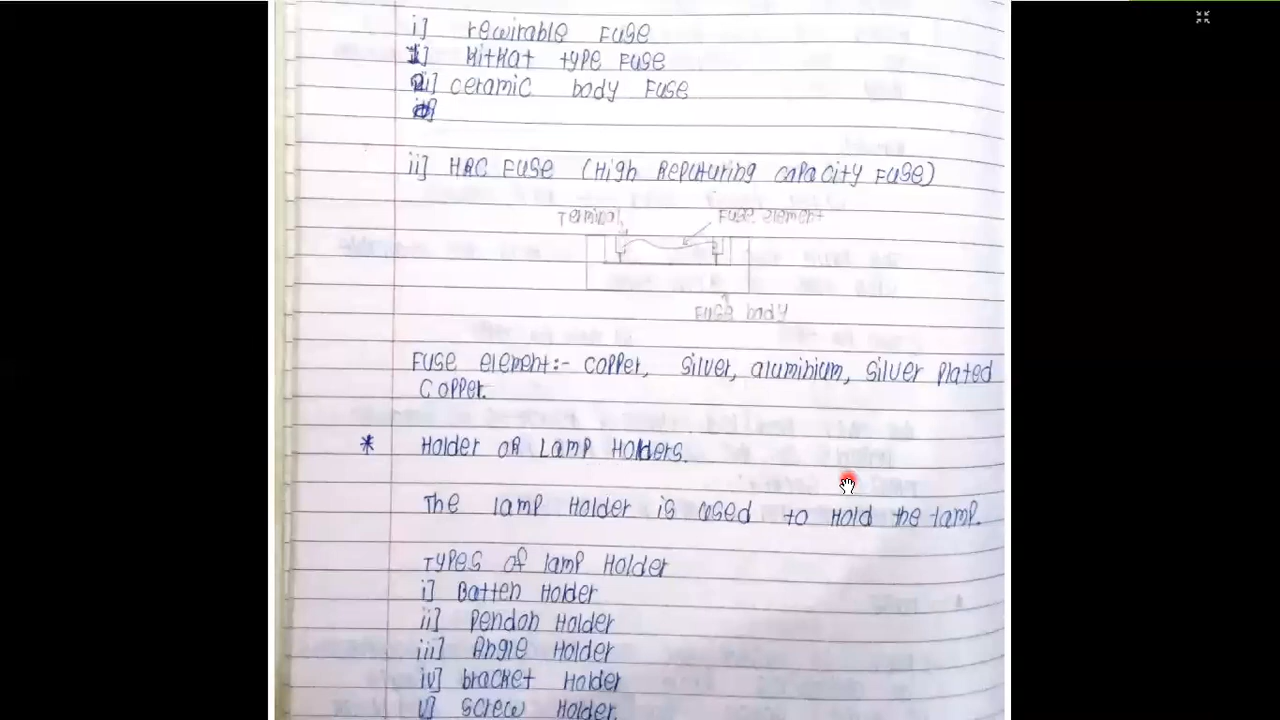 i] rewirable Fuse
ii] Kitkat type Fuse
iii] ceramic body Fuse
ii] HRC Fuse (High Reputuring capacity Fuse)
Terminal Fuse element
Fuse body
Fuse element:- copper, silver, aluminium, silver plated
Copper.
* Holder or Lamp Holders.
The lamp Holder is used to Hold the lamp.
Types of lamp Holder
i] Batten Holder
ii] Pendon Holder
iii] Angle Holder
iv] bracket Holder
v] screw Holder.